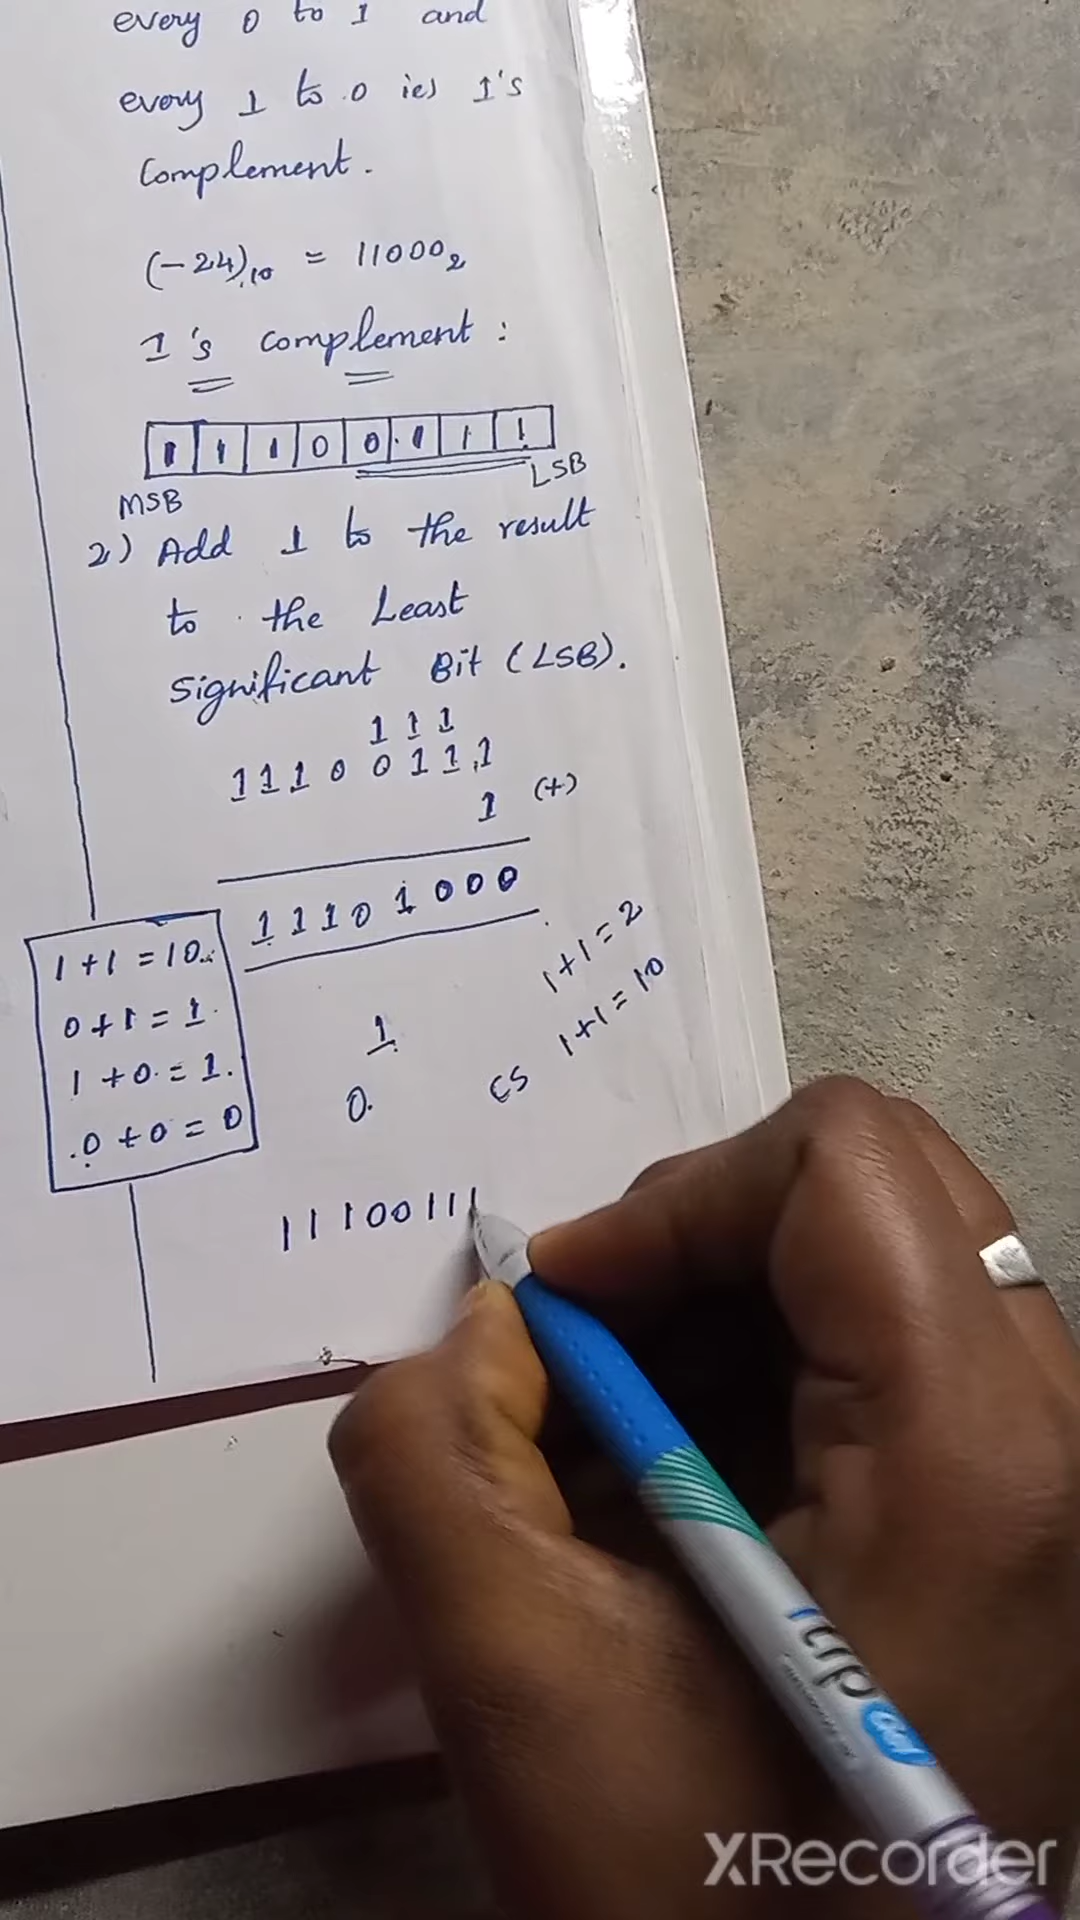 every 0 to 1 and
every 1 to 0 ie) 1's
complement.
(-24)10 = 11000₂
1's complement :
1 1 1 0 0 1 1 1
MSB LSB
2) Add 1 to the result
to the Least
significant Bit (LSB).
1 1 1
1 1 1 0 0 1 1 1
1 (+)
1 1 1 0 1 0 0 0
1+1 = 10.
0+1 = 1.
1+0 = 1.
0+0 = 0
1
0.
CS
1+1=2
1+1=10
11100111
XRecorder